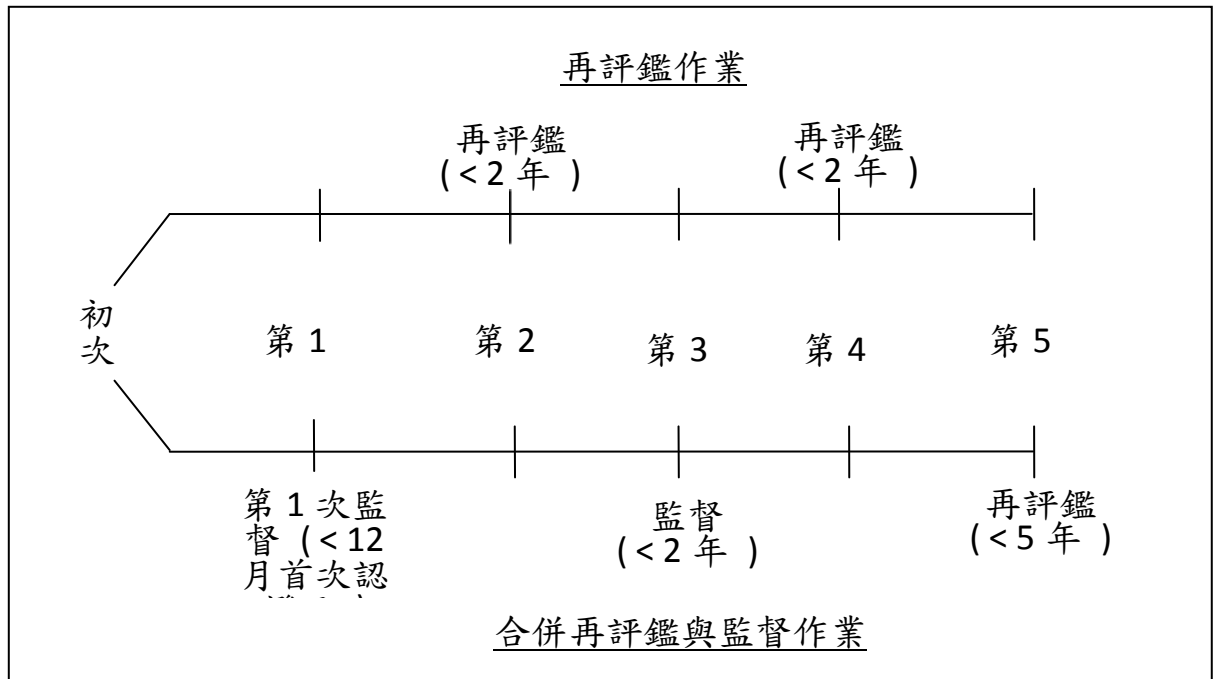 再評鑑作業
再評鑑
( < 2 年 )
再評鑑
( < 2 年 )
初
次
第 1
第 2
第 3
第 4
第 5
第 1 次監
督 ( < 12
月首次認
監督
( < 2 年 )
再評鑑
( < 5 年 )
合併再評鑑與監督作業